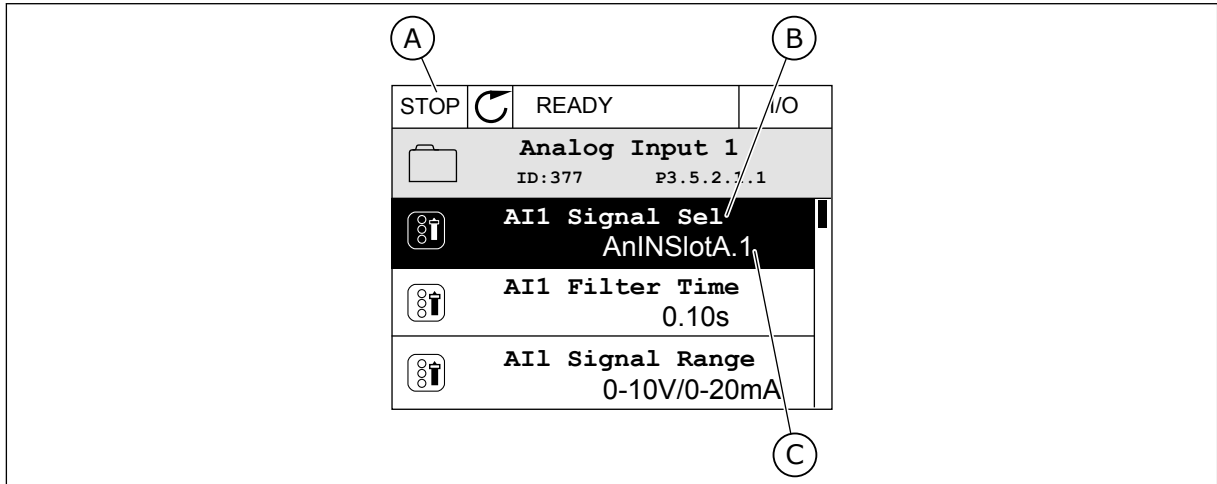 A B
STOP READY I/O
Analog Input 1
ID:377 P3.5.2.1.1
AI1 Signal Sel
AnINSlotA.1
AI1 Filter Time
0.10s
AIl Signal Range
0-10V/0-20mA
C